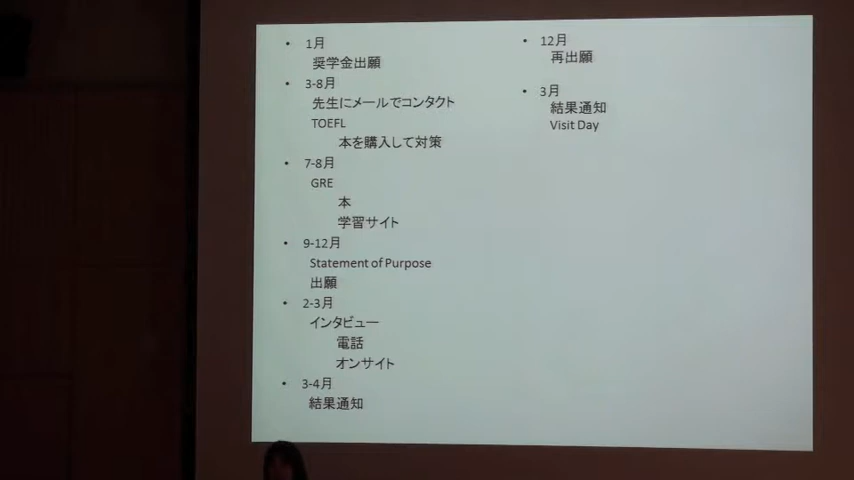 • 1月
奨学金出願
• 3-8月
先生にメールでコンタクト
TOEFL
本を購入して対策
• 7-8月
GRE
本
学習サイト
• 9-12月
Statement of Purpose
出願
• 2-3月
インタビュー
電話
オンサイト
• 3-4月
結果通知
• 12月
再出願
• 3月
結果通知
Visit Day